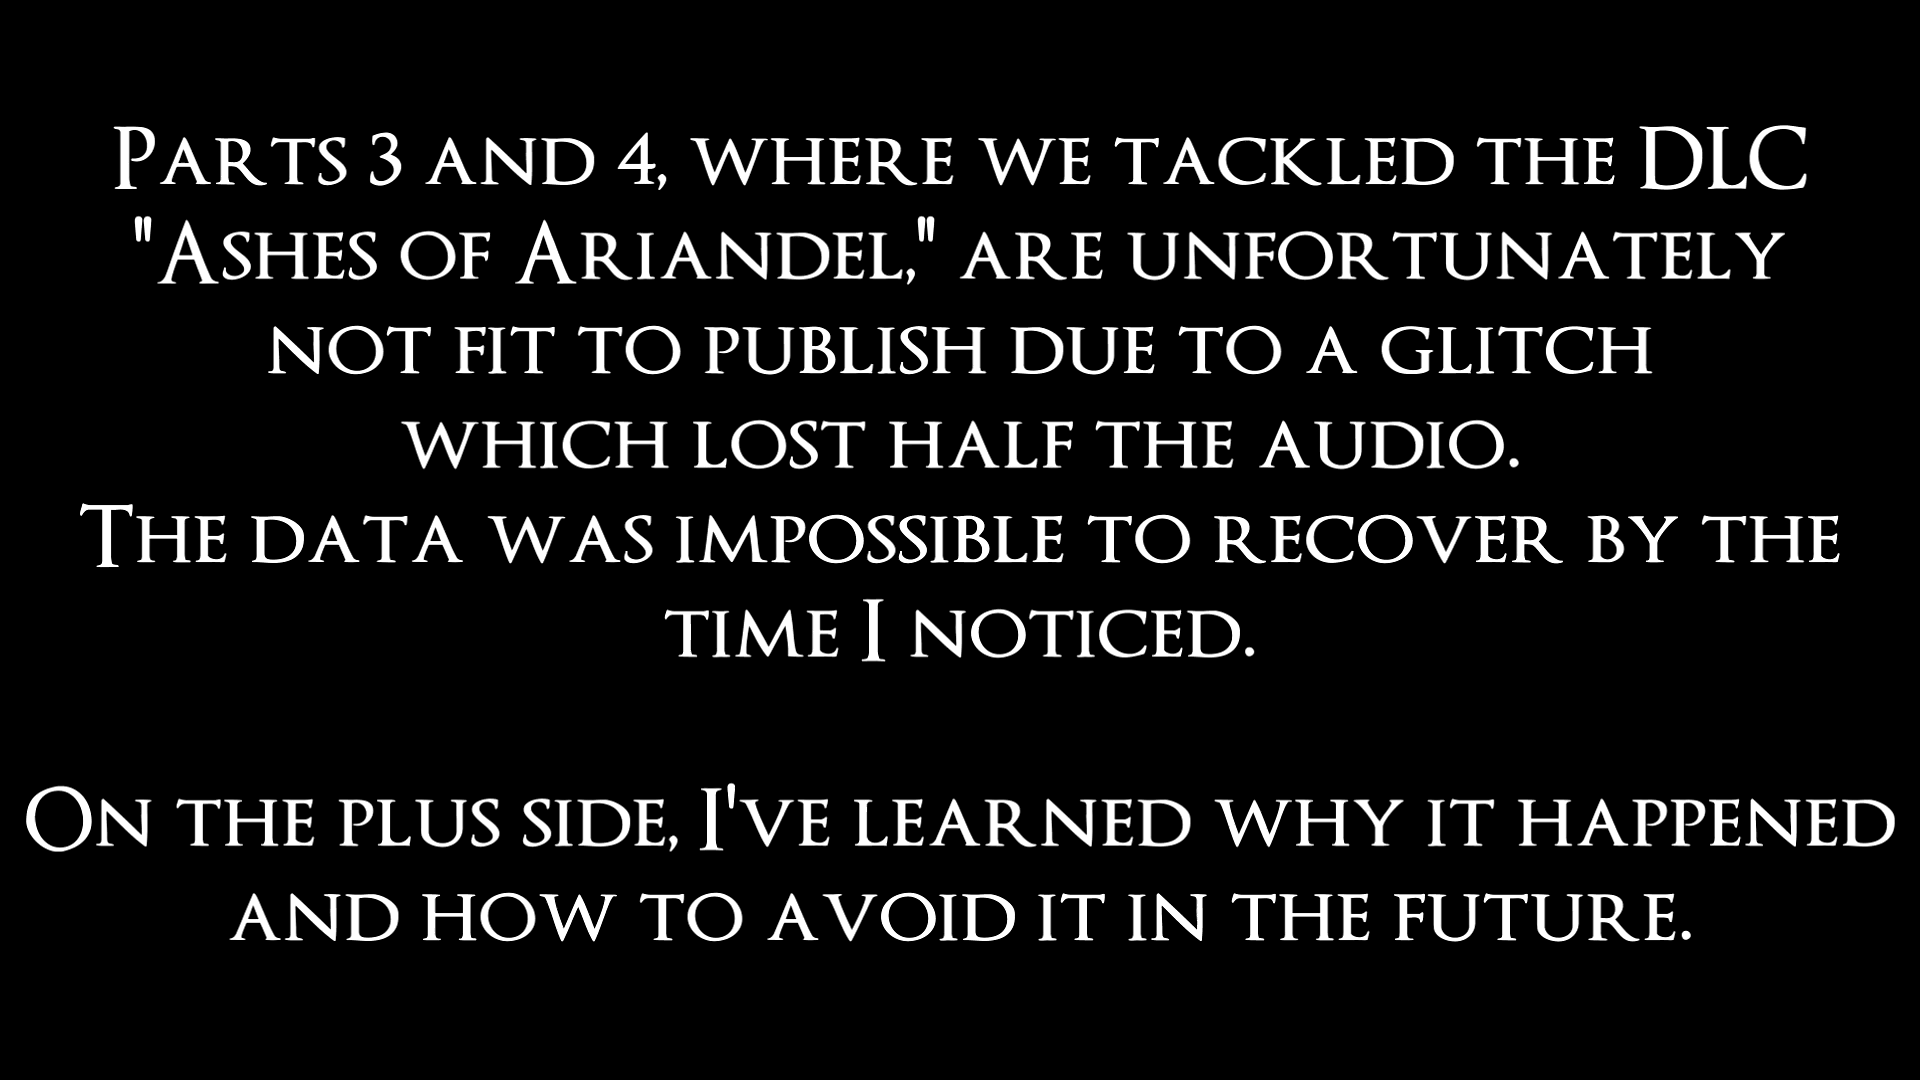 Parts 3 and 4, where we tackled the DLC
"Ashes of Ariandel," are unfortunately
not fit to publish due to a glitch
which lost half the audio.
The data was impossible to recover by the
time I noticed.
On the plus side, I've learned why it happened
and how to avoid it in the future.